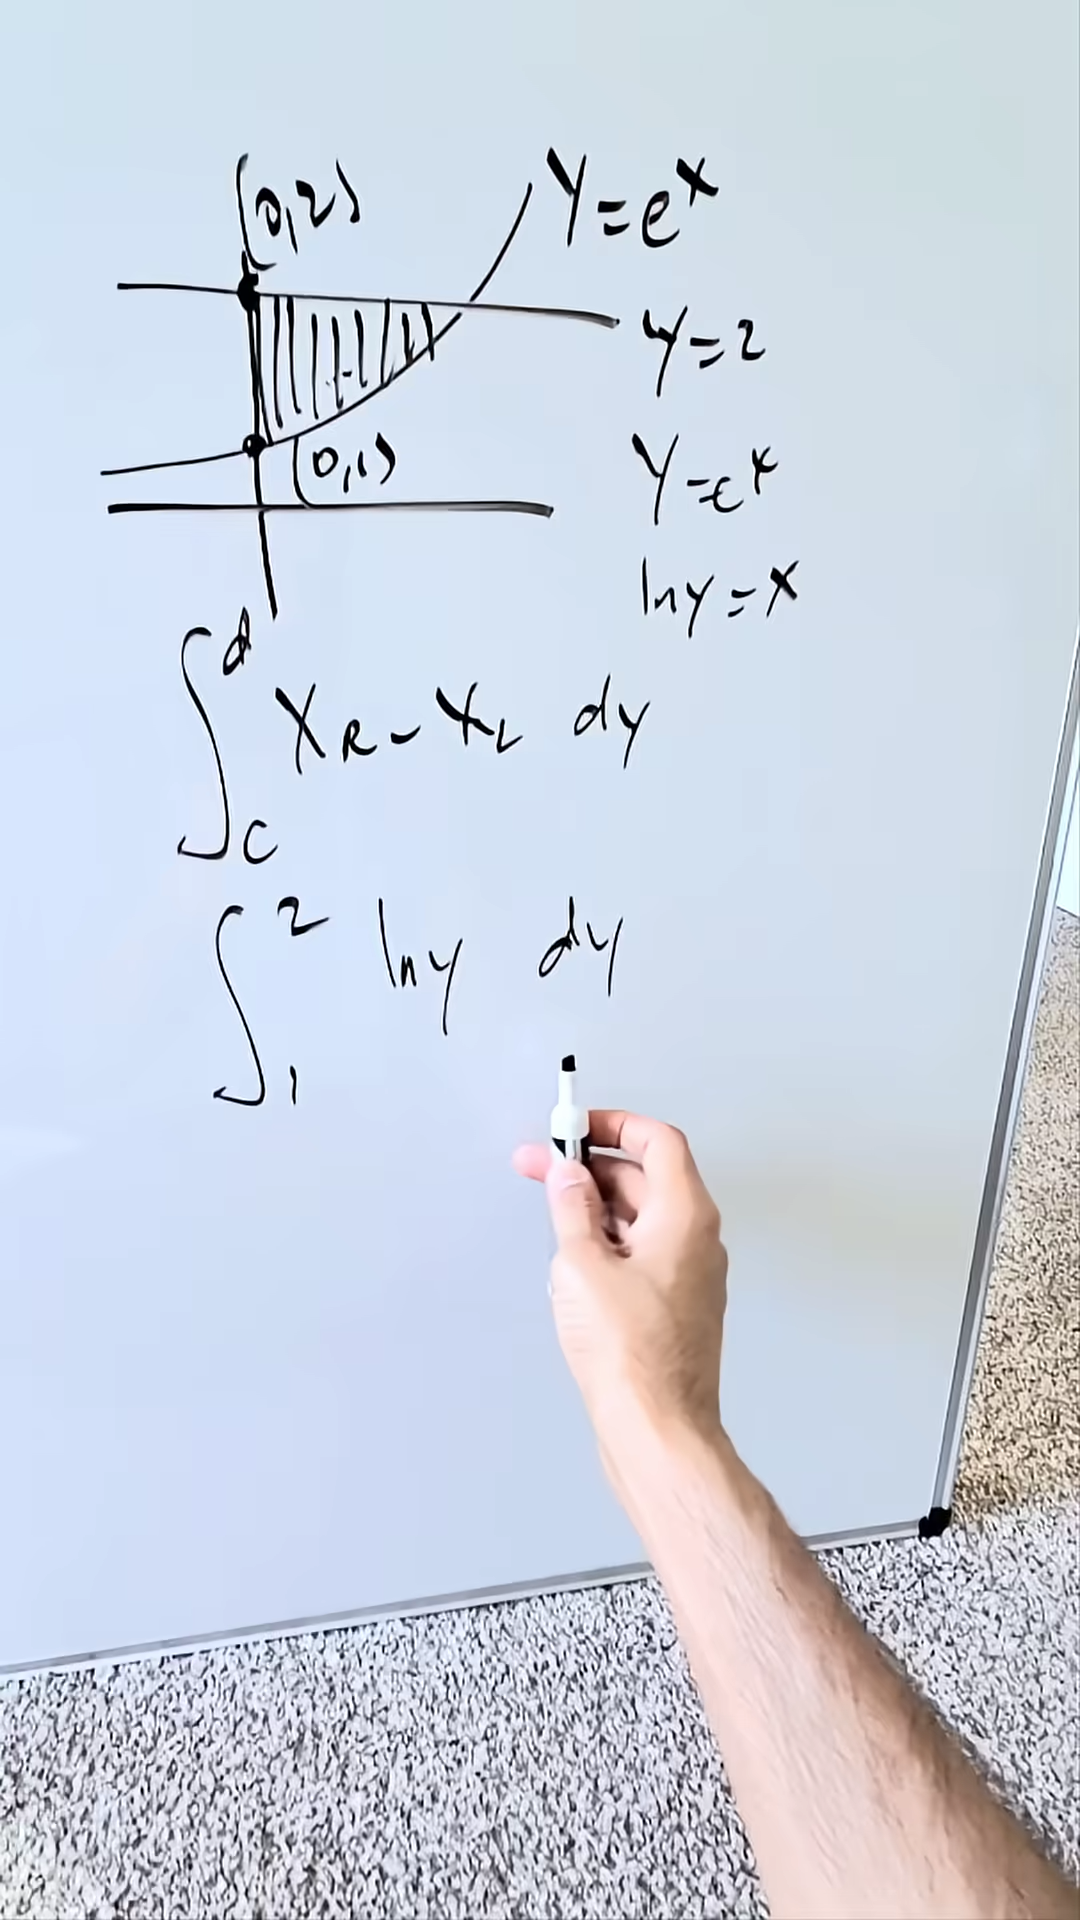 (0,2)
Y=e^x
y=2
(0,1)
Y=e^x
lny=x
∫_c^d X_R-X_L dy
∫_1^2 lny dy